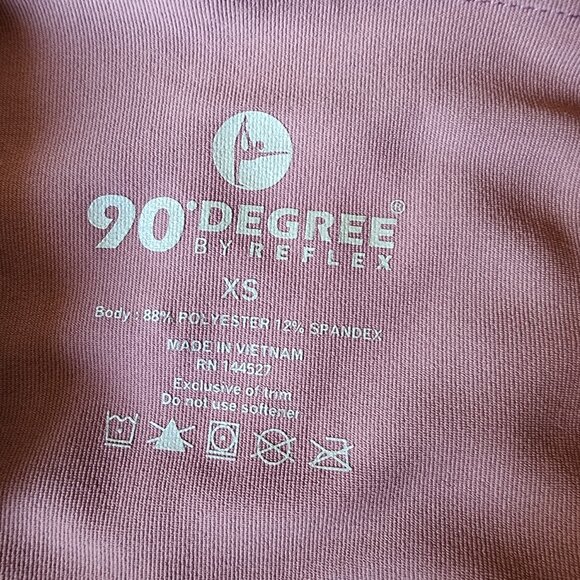 90°DEGREE®
BY REFLEX
XS
Body : 88% POLYESTER 12% SPANDEX
MADE IN VIETNAM
RN 144527
Exclusive of trim
Do not use softener